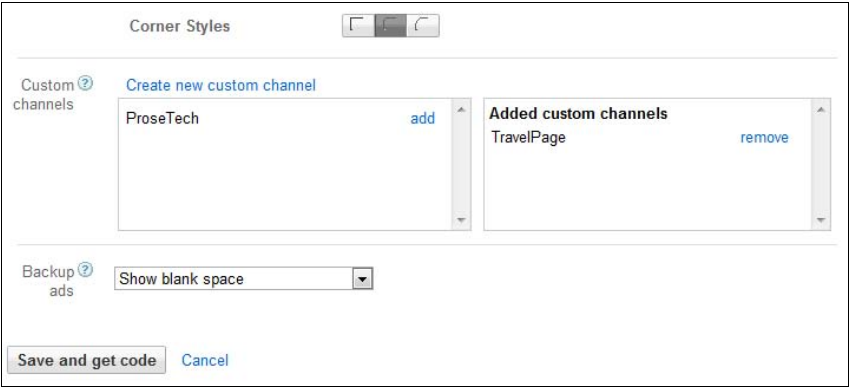 Corner Styles
Custom ? Create new custom channel
channels
ProseTech add
Added custom channels
TravelPage remove
Backup ? Show blank space
ads
Save and get code Cancel